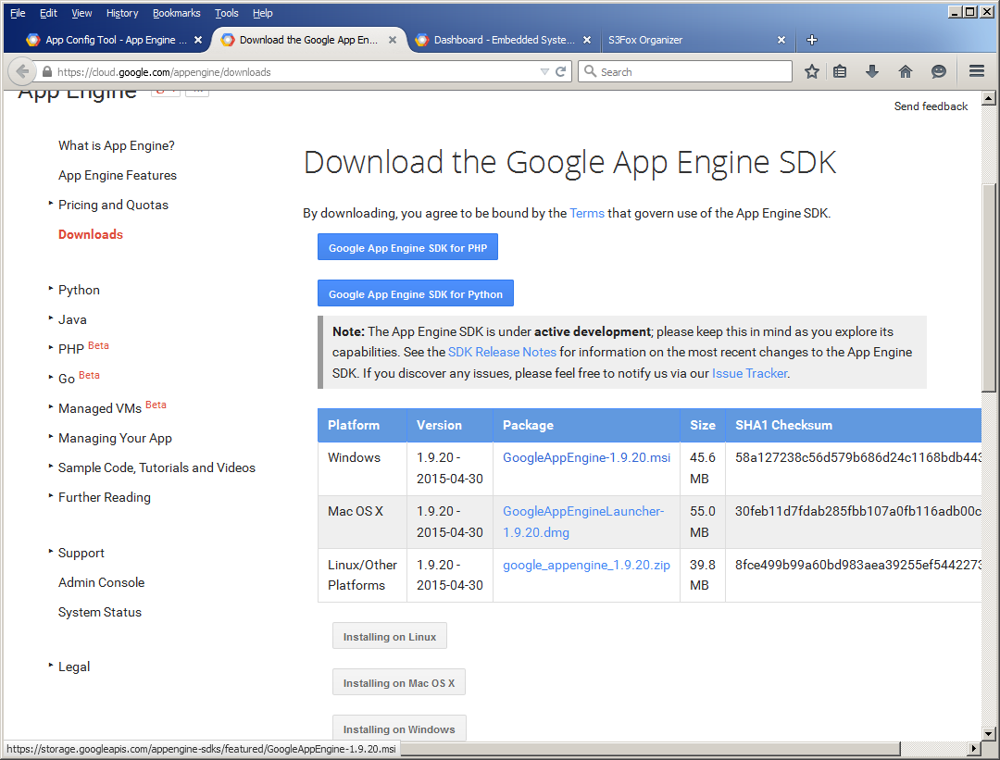 File Edit View History Bookmarks Tools Help
App Config Tool - App Engine ... Download the Google App En... Dashboard - Embedded Syste... S3Fox Organizer
https://cloud.google.com/appengine/downloads Search
App Engine
Send feedback
What is App Engine?
App Engine Features
Pricing and Quotas
Downloads
Python
Java
PHP Beta
Go Beta
Managed VMs Beta
Managing Your App
Sample Code, Tutorials and Videos
Further Reading
Support
Admin Console
System Status
Legal
Download the Google App Engine SDK
By downloading, you agree to be bound by the Terms that govern use of the App Engine SDK.
Google App Engine SDK for PHP
Google App Engine SDK for Python
Note: The App Engine SDK is under active development; please keep this in mind as you explore its
capabilities. See the SDK Release Notes for information on the most recent changes to the App Engine
SDK. If you discover any issues, please feel free to notify us via our Issue Tracker.
Platform Version Package Size SHA1 Checksum
Windows 1.9.20 - GoogleAppEngine-1.9.20.msi 45.6 58a127238c56d579b686d24c1168bdb443
2015-04-30 MB
Mac OS X 1.9.20 - GoogleAppEngineLauncher- 55.0 30feb11d7fdab285fbb107a0fb116adb00c
2015-04-30 1.9.20.dmg MB
Linux/Other 1.9.20 - google_appengine_1.9.20.zip 39.8 8fce499b99a60bd983aea39255ef5442273
Platforms 2015-04-30 MB
Installing on Linux
Installing on Mac OS X
Installing on Windows
https://storage.googleapis.com/appengine-sdks/featured/GoogleAppEngine-1.9.20.msi